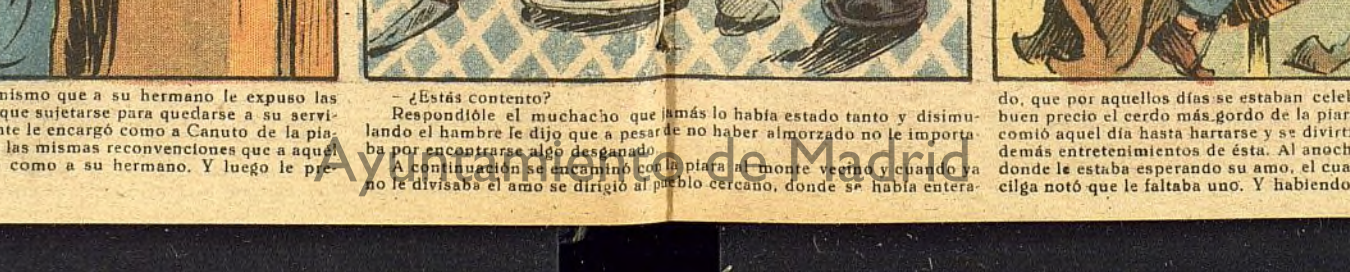 nismo que a su hermano le expuso las
que sujetarse para quedarse a su servi-
te le encargó como a Canuto de la pia-
las mismas reconvenciones que a aquél
como a su hermano. Y luego le pre-
- ¿Estás contento?
Respondióle el muchacho que jamás lo había estado tanto y disimu-
lando el hambre le dijo que a pesar de no haber almorzado no le importa-
ba por encontrarse algo desganado.
A continuación se encaminó con la piara al monte vecino y cuando ya
no le divisaba el amo se dirigió al pueblo cercano, donde se había entera-
do, que por aquellos días se estaban celeb
buen precio el cerdo más gordo de la piar
comió aquel día hasta hartarse y se divirti
demás entretenimientos de ésta. Al anoch
donde le estaba esperando su amo, el cua
cilga notó que le faltaba uno. Y habiendo
Ayuntamiento de Madrid